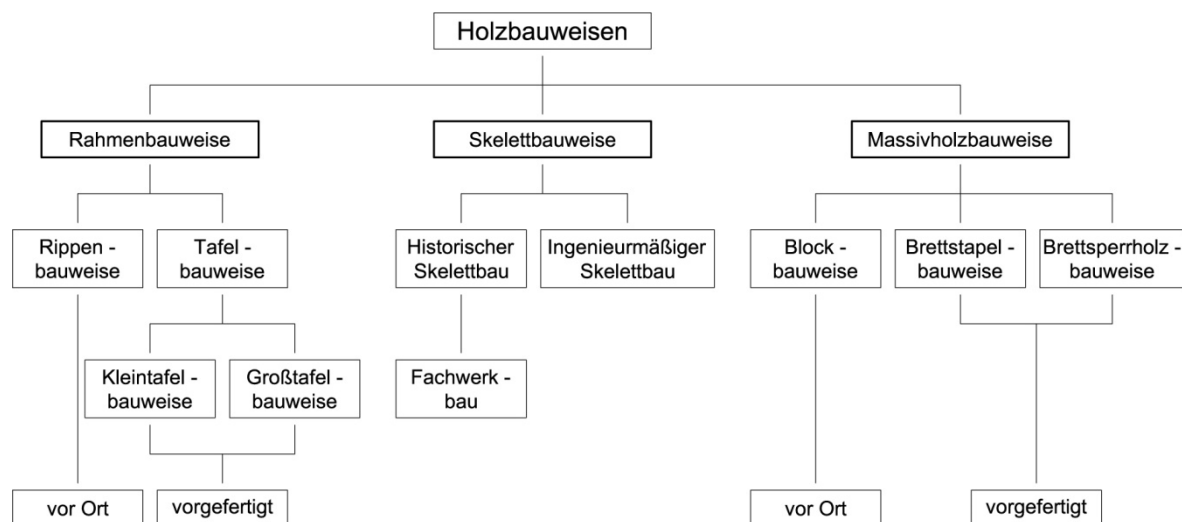 Holzbauweisen
Rahmenbauweise
Skelettbauweise
Massivholzbauweise
Rippen -
bauweise
Tafel -
bauweise
Historischer
Skelettbau
Ingenieurmäßiger
Skelettbau
Block -
bauweise
Brettstapel -
bauweise
Brettsperrholz -
bauweise
Kleintafel -
bauweise
Großtafel -
bauweise
Fachwerk -
bau
vor Ort
vorgefertigt
vor Ort
vorgefertigt